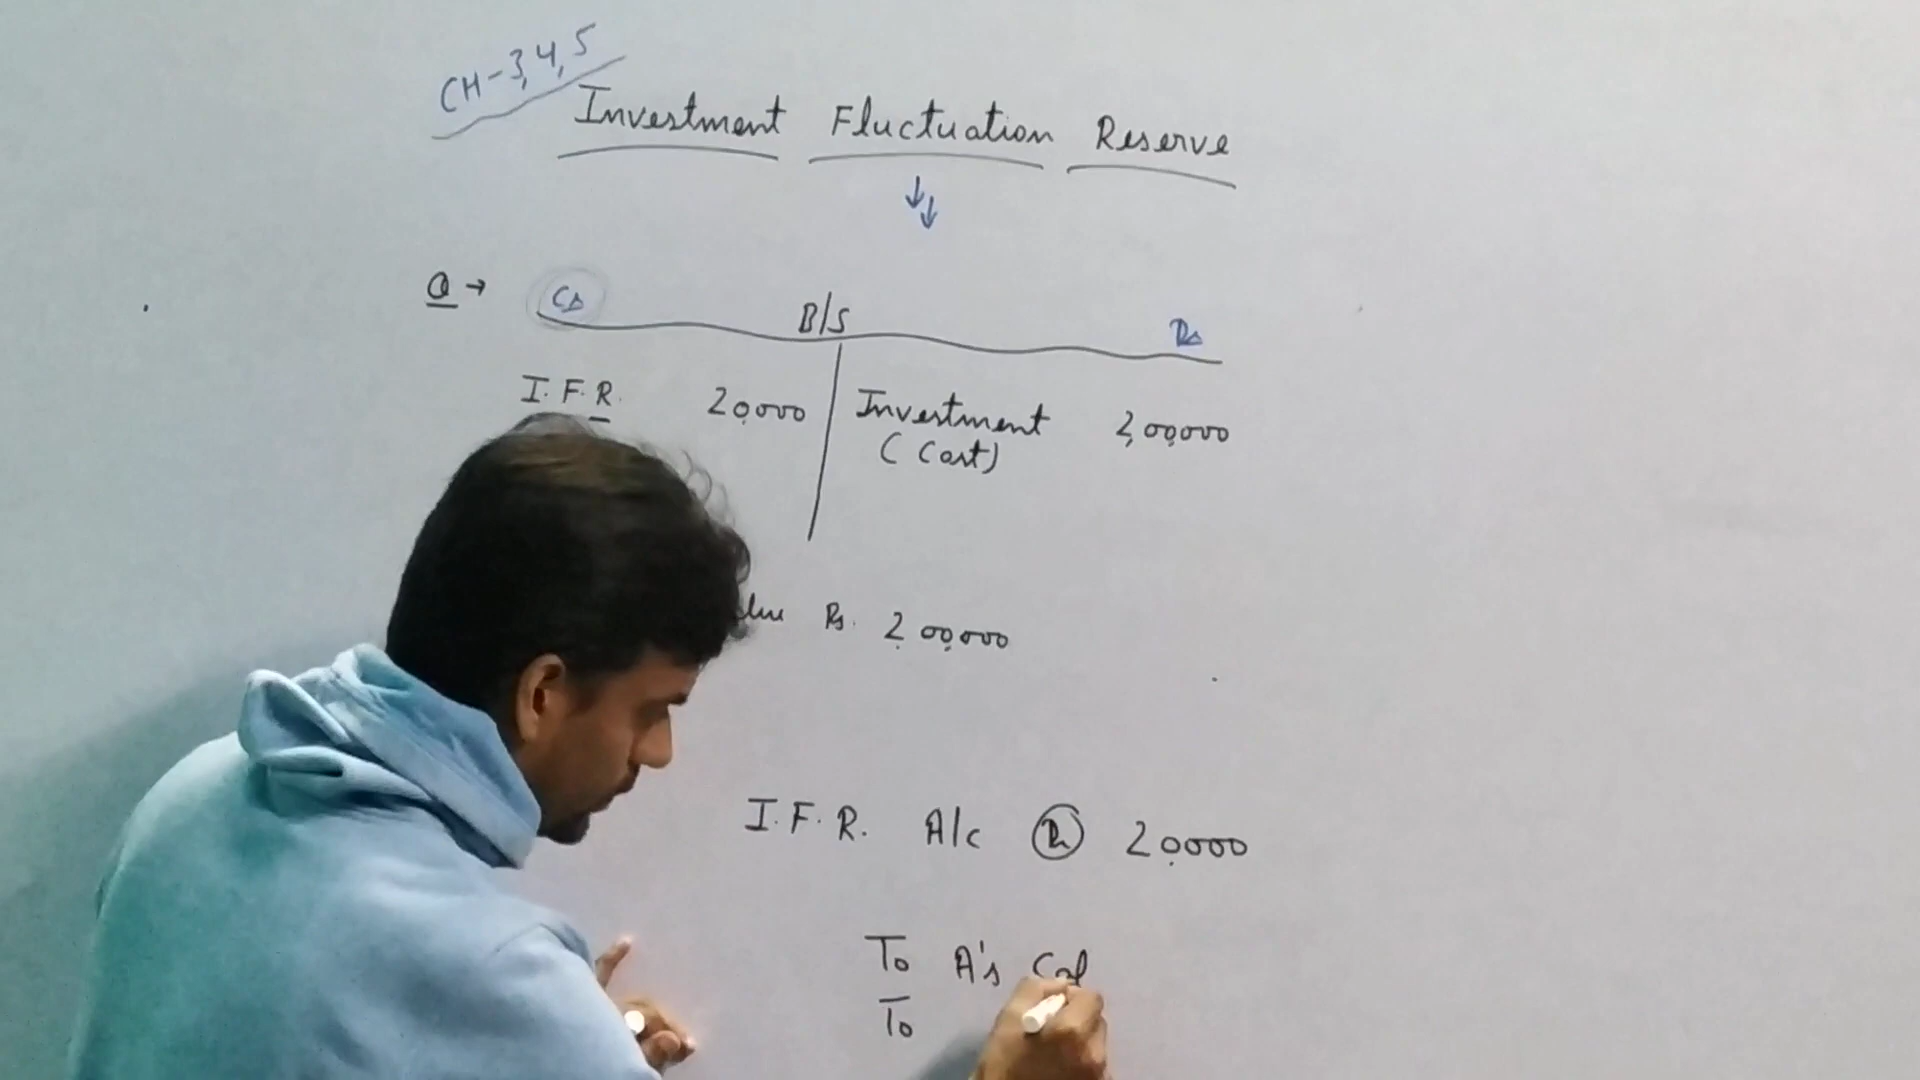 CH-3,4,5
Investment Fluctuation Reserve
Q → Cr B/S Dr
I.F.R. 20,000 Investment 2,00,000
(Cost)
Rs. 2,00,000
I.F.R. A/c Dr 20,000
To A's Cap
To